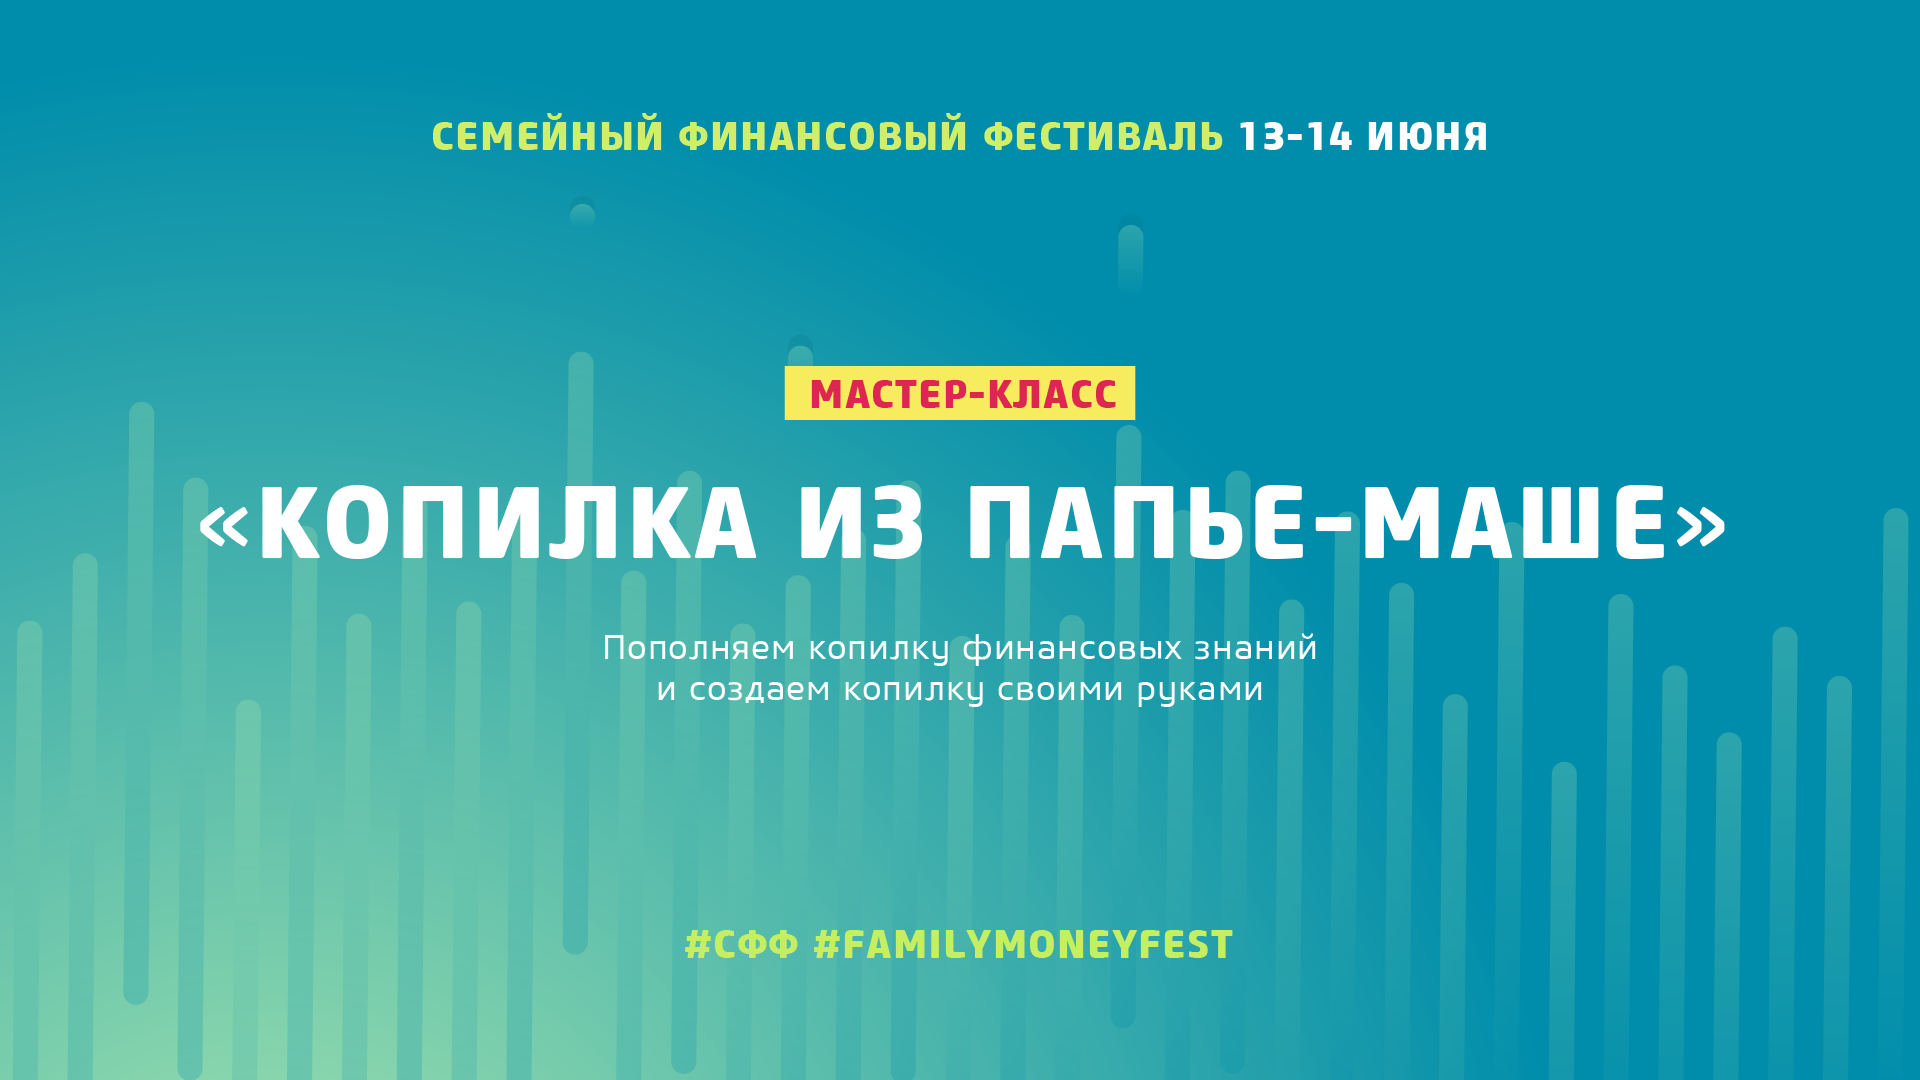 СЕМЕЙНЫЙ ФИНАНСОВЫЙ ФЕСТИВАЛЬ 13-14 ИЮНЯ
МАСТЕР-КЛАСС
«КОПИЛКА ИЗ ПАПЬЕ-МАШЕ»
Пополняем копилку финансовых знаний
и создаем копилку своими руками
#СФФ #FAMILYMONEYFEST